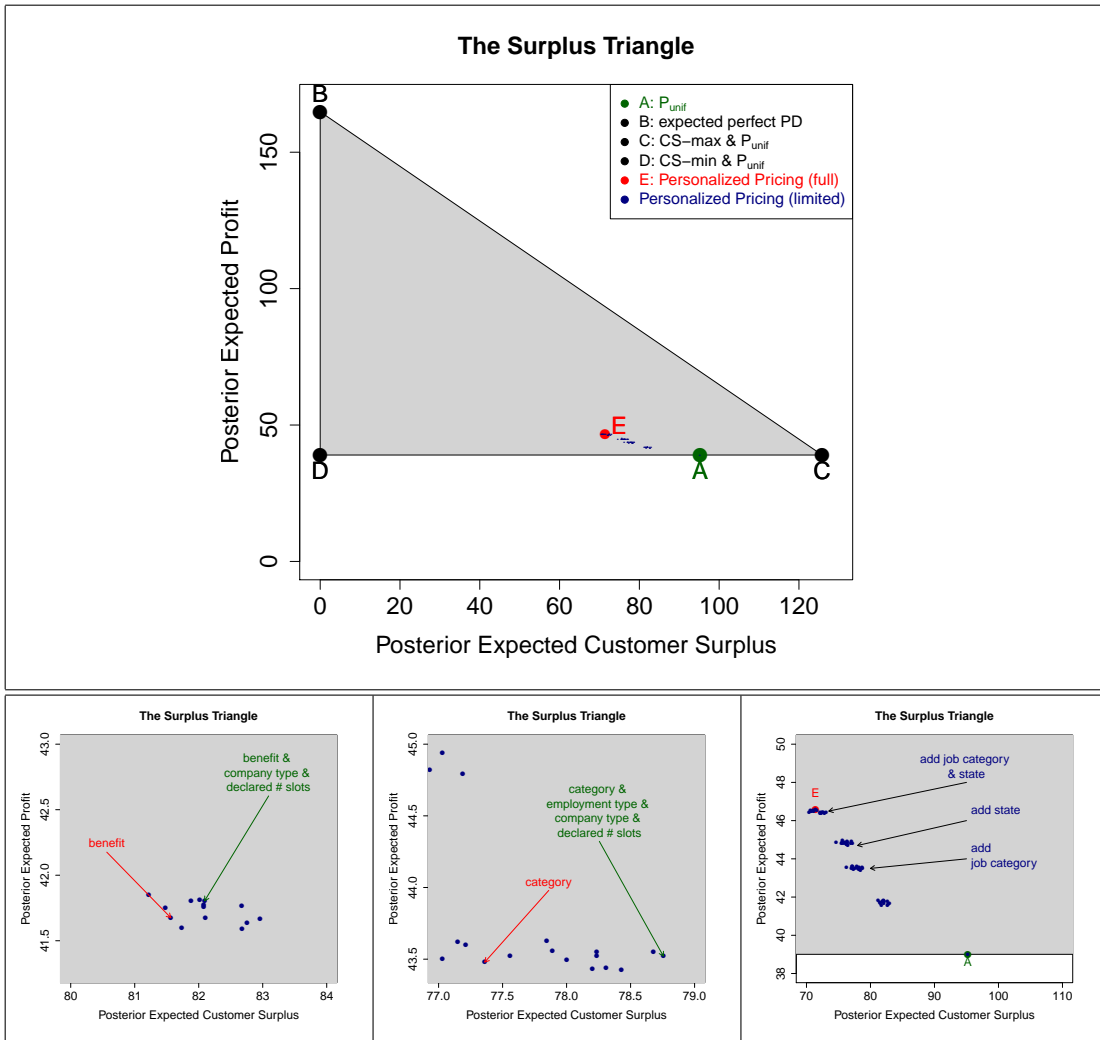 The Surplus Triangle
B
A: Punif
B: expected perfect PD
C: CS−max & Punif
D: CS−min & Punif
E: Personalized Pricing (full)
Personalized Pricing (limited)
E
D
A
C
150
100
50
0
Posterior Expected Profit
0 20 40 60 80 100 120
Posterior Expected Customer Surplus
The Surplus Triangle
benefit &
company type &
declared # slots
benefit
43.0
42.5
42.0
41.5
Posterior Expected Profit
80 81 82 83 84
Posterior Expected Customer Surplus
The Surplus Triangle
category &
employment type &
company type &
declared # slots
category
45.0
44.5
44.0
43.5
Posterior Expected Profit
77.0 77.5 78.0 78.5 79.0
Posterior Expected Customer Surplus
The Surplus Triangle
add job category
& state
E
add state
add
job category
A
50
48
46
44
42
40
38
Posterior Expected Profit
70 80 90 100 110
Posterior Expected Customer Surplus